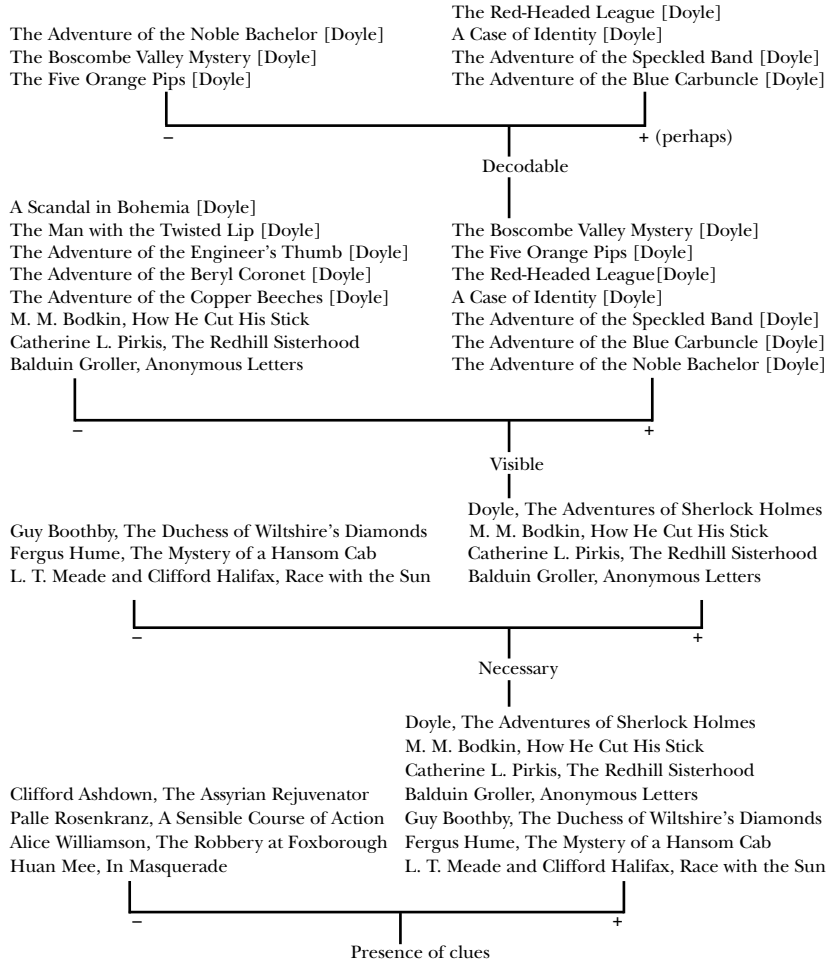 The Adventure of the Noble Bachelor [Doyle]
The Boscombe Valley Mystery [Doyle]
The Five Orange Pips [Doyle]
The Red-Headed League [Doyle]
A Case of Identity [Doyle]
The Adventure of the Speckled Band [Doyle]
The Adventure of the Blue Carbuncle [Doyle]
–
+ (perhaps)
Decodable
A Scandal in Bohemia [Doyle]
The Man with the Twisted Lip [Doyle]
The Adventure of the Engineer's Thumb [Doyle]
The Adventure of the Beryl Coronet [Doyle]
The Adventure of the Copper Beeches [Doyle]
M. M. Bodkin, How He Cut His Stick
Catherine L. Pirkis, The Redhill Sisterhood
Balduin Groller, Anonymous Letters
The Boscombe Valley Mystery [Doyle]
The Five Orange Pips [Doyle]
The Red-Headed League[Doyle]
A Case of Identity [Doyle]
The Adventure of the Speckled Band [Doyle]
The Adventure of the Blue Carbuncle [Doyle]
The Adventure of the Noble Bachelor [Doyle]
–
+
Visible
Guy Boothby, The Duchess of Wiltshire's Diamonds
Fergus Hume, The Mystery of a Hansom Cab
L. T. Meade and Clifford Halifax, Race with the Sun
Doyle, The Adventures of Sherlock Holmes
M. M. Bodkin, How He Cut His Stick
Catherine L. Pirkis, The Redhill Sisterhood
Balduin Groller, Anonymous Letters
–
+
Necessary
Clifford Ashdown, The Assyrian Rejuvenator
Palle Rosenkranz, A Sensible Course of Action
Alice Williamson, The Robbery at Foxborough
Huan Mee, In Masquerade
Doyle, The Adventures of Sherlock Holmes
M. M. Bodkin, How He Cut His Stick
Catherine L. Pirkis, The Redhill Sisterhood
Balduin Groller, Anonymous Letters
Guy Boothby, The Duchess of Wiltshire's Diamonds
Fergus Hume, The Mystery of a Hansom Cab
L. T. Meade and Clifford Halifax, Race with the Sun
–
+
Presence of clues